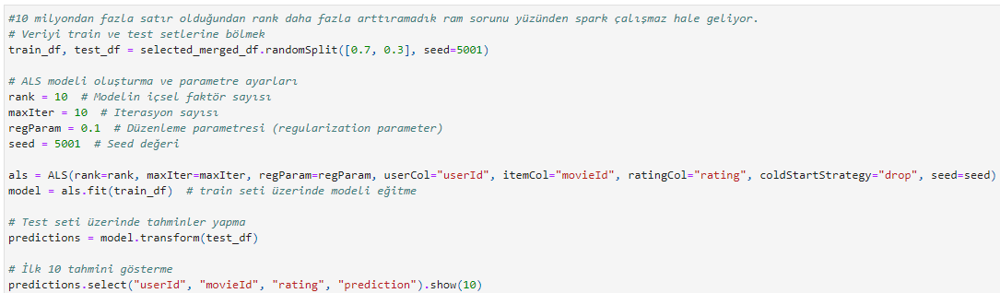 #10 milyondan fazla satır olduğundan rank daha fazla arttıramadık ram sorunu yüzünden spark çalışmaz hale geliyor.
# Veriyi train ve test setlerine bölmek
train_df, test_df = selected_merged_df.randomSplit([0.7, 0.3], seed=5001)
# ALS modeli oluşturma ve parametre ayarları
rank = 10  # Modelin içsel faktör sayısı
maxIter = 10  # Iterasyon sayısı
regParam = 0.1  # Düzenleme parametresi (regularization parameter)
seed = 5001  # Seed değeri
als = ALS(rank=rank, maxIter=maxIter, regParam=regParam, userCol="userId", itemCol="movieId", ratingCol="rating", coldStartStrategy="drop", seed=seed)
model = als.fit(train_df)  # train seti üzerinde modeli eğitme
# Test seti üzerinde tahminler yapma
predictions = model.transform(test_df)
# İlk 10 tahmini gösterme
predictions.select("userId", "movieId", "rating", "prediction").show(10)